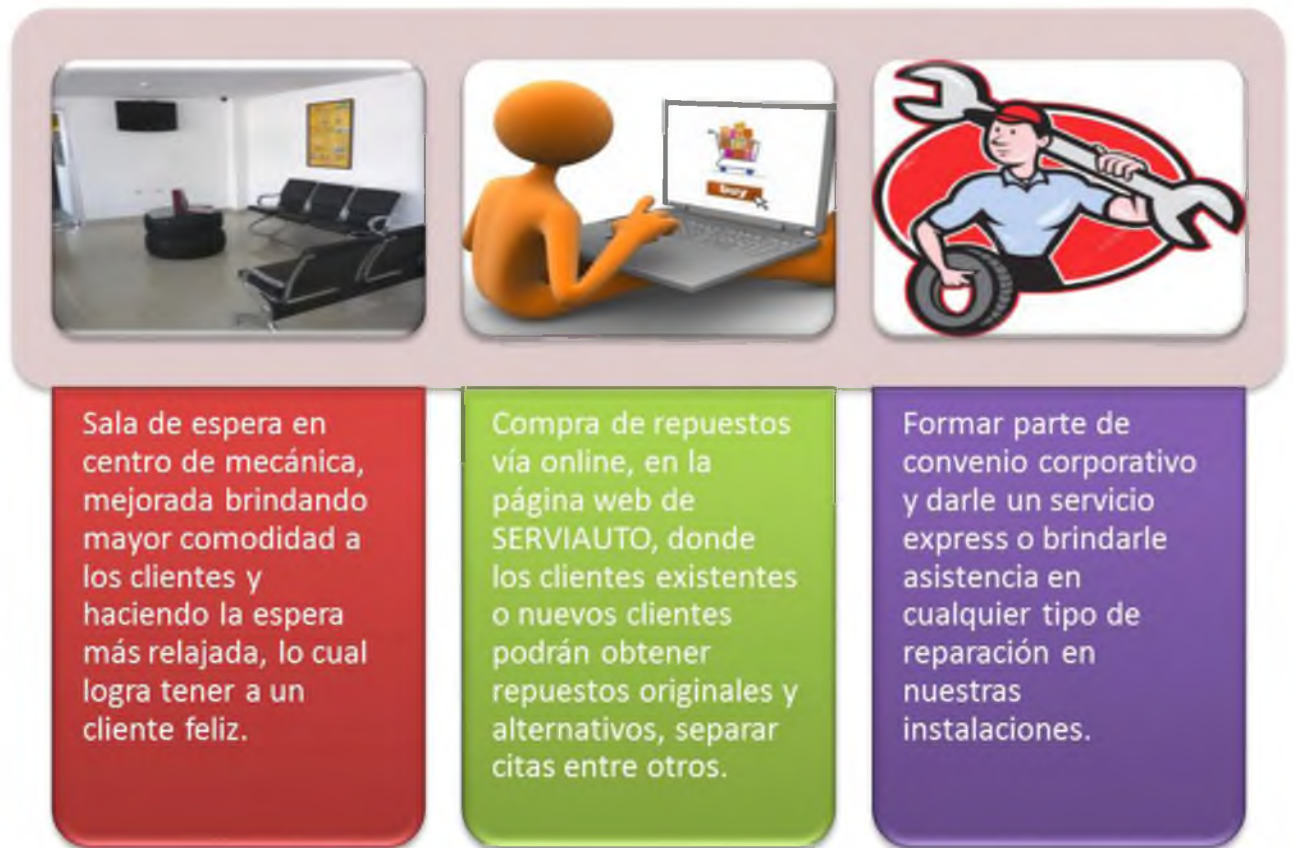 buy
Sala de espera en
centro de mecánica,
mejorada brindando
mayor comodidad a
los clientes y
haciendo la espera
más relajada, lo cual
logra tener a un
cliente feliz.
Compra de repuestos
vía online, en la
página web de
SERVIAUTO, donde
los clientes existentes
o nuevos clientes
podrán obtener
repuestos originales y
alternativos, separar
citas entre otros.
Formar parte de
convenio corporativo
y darle un servicio
express o brindarle
asistencia en
cualquier tipo de
reparación en
nuestras
instalaciones.